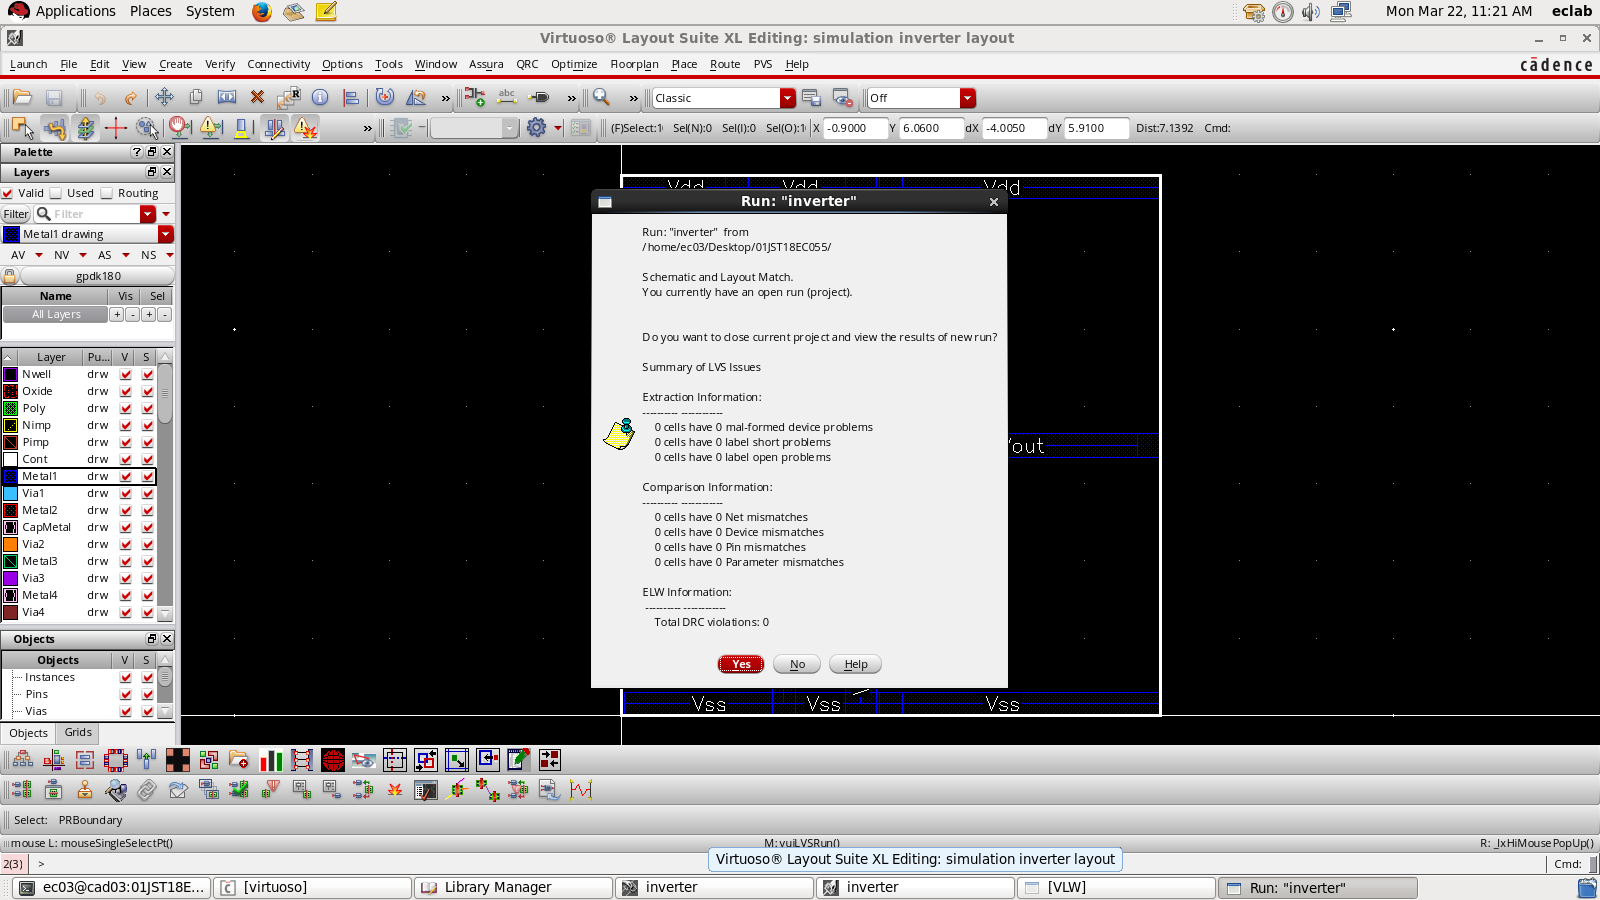 Applications Places System
Mon Mar 22, 11:21 AM eclab
Virtuoso® Layout Suite XL Editing: simulation inverter layout
Launch File Edit View Create Verify Connectivity Options Tools Window Assura QRC Optimize Floorplan Place Route PVS Help
cādence
abc
» » » Classic Off
» (F)Select:1 Sel(N):0 Sel(I):0 Sel(O):1 X -0.9000 Y 6.0600 dX -4.0050 dY 5.9100 Dist:7.1392 Cmd:
Palette
Layers
Valid Used Routing
Filter Filter
Metal1 drawing
AV NV AS NS
gpdk180
Name Vis Sel
All Layers + - + -
Layer Pu... V S
Nwell drw
Oxide drw
Poly drw
Nimp drw
Pimp drw
Cont drw
Metal1 drw
Via1 drw
Metal2 drw
CapMetal drw
Via2 drw
Metal3 drw
Via3 drw
Metal4 drw
Via4 drw
Objects
Objects V S
Instances
Pins
Vias
Objects Grids
Vdd Vdd Vdd
Run: "inverter"
Run: "inverter" from
/home/ec03/Desktop/01JST18EC055/
Schematic and Layout Match.
You currently have an open run (project).
Do you want to close current project and view the results of new run?
Summary of LVS Issues
Extraction Information:
---------- ------------
0 cells have 0 mal-formed device problems
0 cells have 0 label short problems
0 cells have 0 label open problems
Comparison Information:
---------- ------------
0 cells have 0 Net mismatches
0 cells have 0 Device mismatches
0 cells have 0 Pin mismatches
0 cells have 0 Parameter mismatches
ELW Information:
---------- ------------
Total DRC violations: 0
Yes No Help
out
Vss Vss Vss
Select: PRBoundary
mouse L: mouseSingleSelectPt() M: vuiLVSRun() R: _lxHiMousePopUp()
2(3) > Cmd:
Virtuoso® Layout Suite XL Editing: simulation inverter layout
ec03@cad03:01JST18E... [virtuoso] Library Manager inverter inverter [VLW] Run: "inverter"